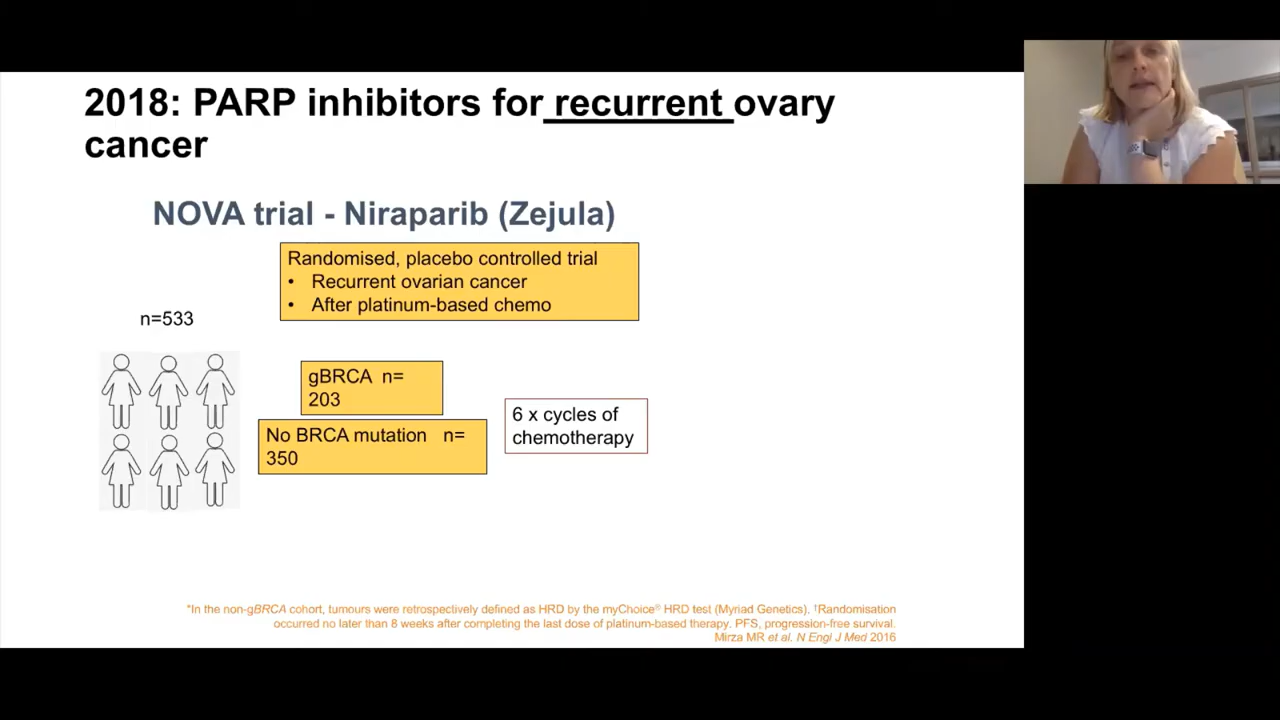 2018: PARP inhibitors for recurrent ovary
cancer
NOVA trial - Niraparib (Zejula)
Randomised, placebo controlled trial
• Recurrent ovarian cancer
• After platinum-based chemo
n=533
gBRCA n=
203
No BRCA mutation n=
350
6 x cycles of
chemotherapy
*In the non-gBRCA cohort, tumours were retrospectively defined as HRD by the myChoice® HRD test (Myriad Genetics). †Randomisation
occurred no later than 8 weeks after completing the last dose of platinum-based therapy. PFS, progression-free survival.
Mirza MR et al. N Engl J Med 2016